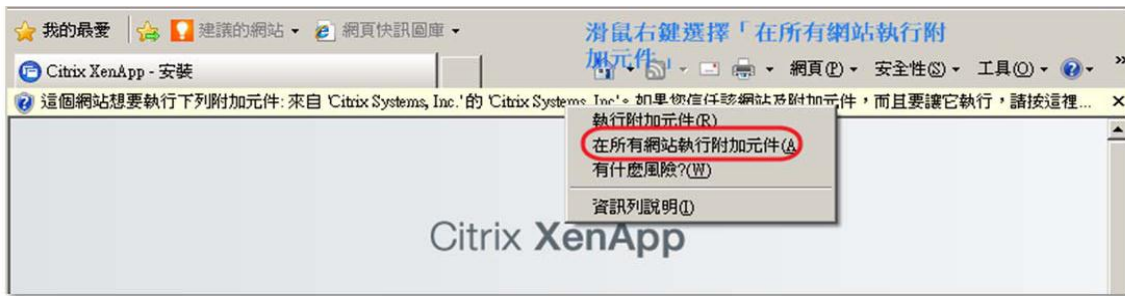 我的最愛 建議的網站 網頁快訊圖庫
滑鼠右鍵選擇「在所有網站執行附
加元件」
Citrix XenApp - 安裝
網頁(P) 安全性(S) 工具(O)
這個網站想要執行下列附加元件: 來自 'Citrix Systems, Inc.'的 'Citrix Systems, Inc'。如果您信任該網站及附加元件，而且要讓它執行，請按這裡...
執行附加元件(R)
在所有網站執行附加元件(A
有什麼風險?(W)
資訊列說明(I)
Citrix XenApp